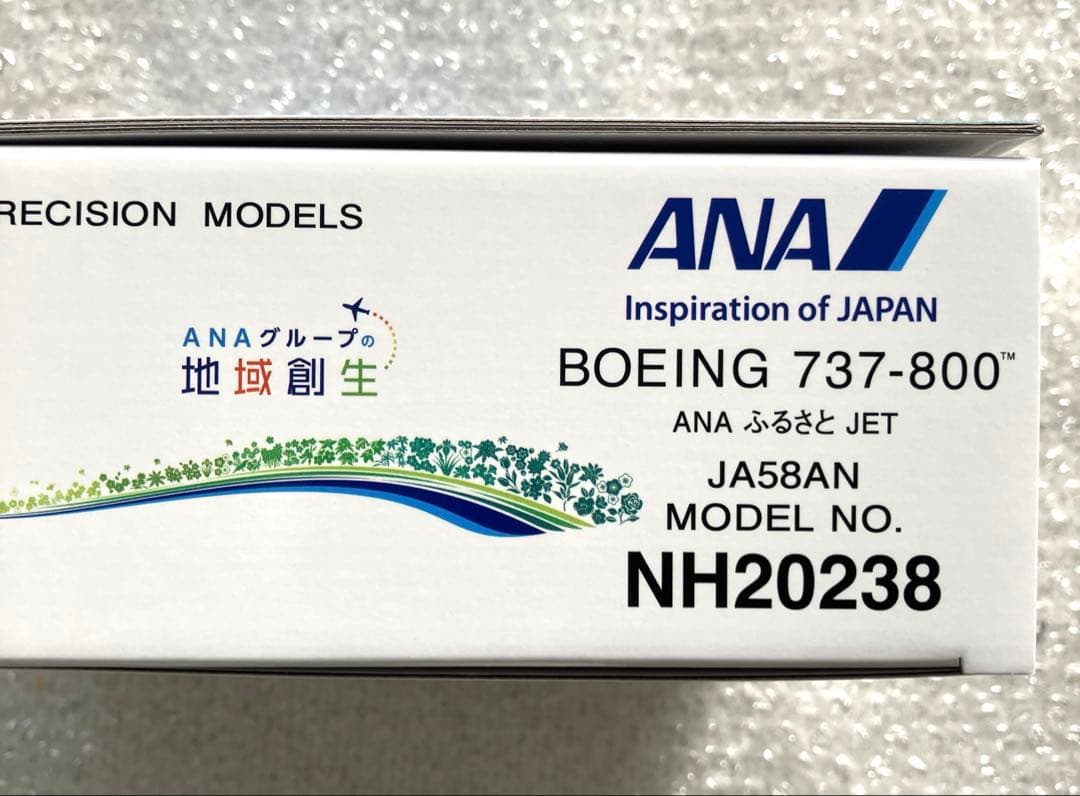 RECISION MODELS
ANAグループの
地域創生
ANA
Inspiration of JAPAN
BOEING 737-800™
ANA ふるさと JET
JA58AN
MODEL NO.
NH20238